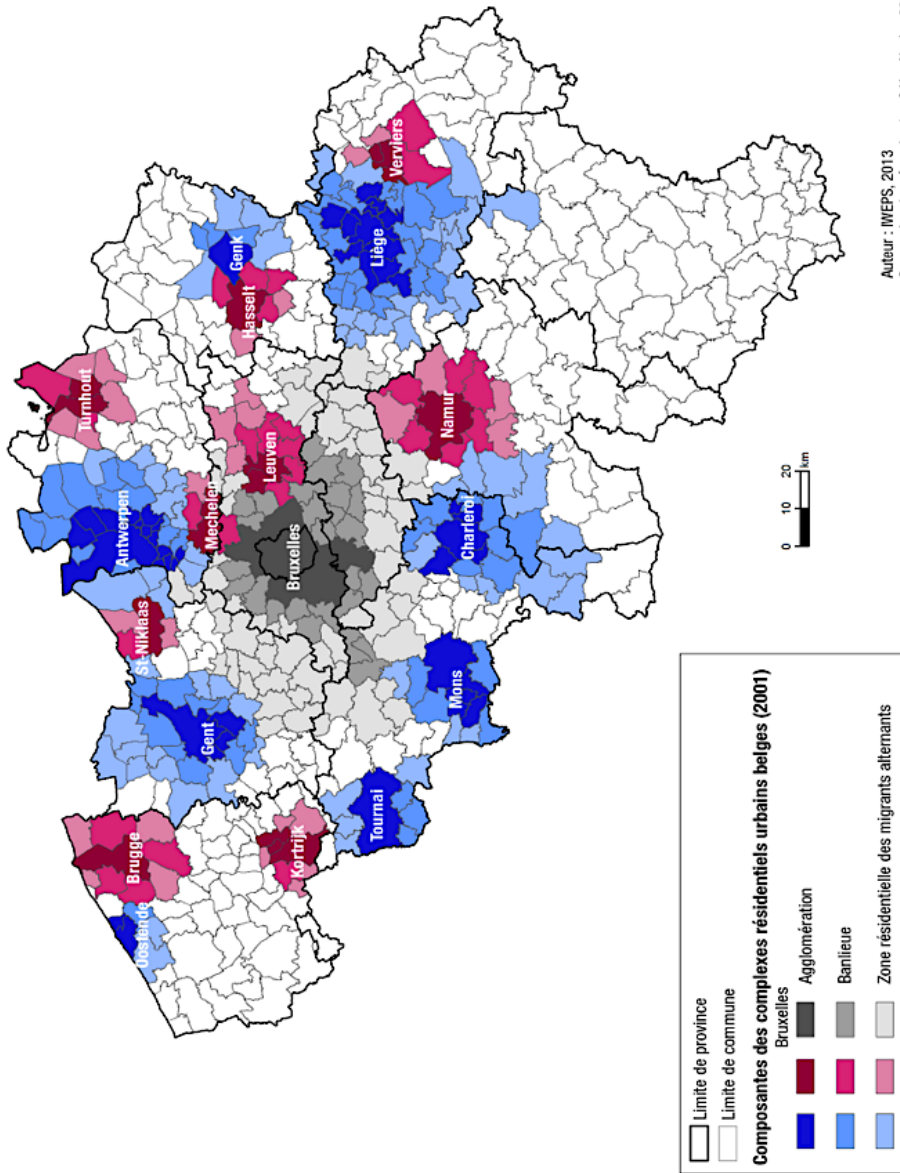 Turnhout
Antwerpen
St-Niklaas
Brugge
Oostende
Gent
Mechelen
Genk
Hasselt
Leuven
Bruxelles
Kortrijk
Tournai
Verviers
Liège
Namur
Charleroi
Mons
0 10 20
km
Limite de province
Limite de commune
Composantes des complexes résidentiels urbains belges (2001)
Bruxelles
Agglomération
Banlieue
Zone résidentielle des migrants alternants
Auteur : IWEPS, 2013